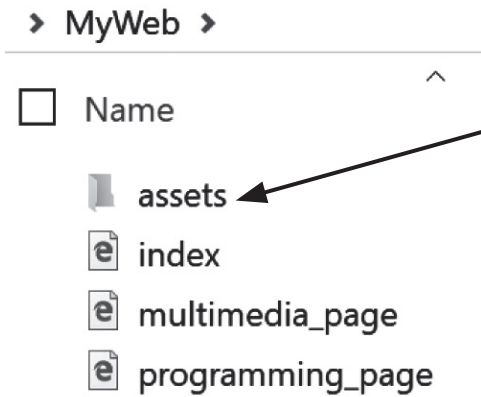 > MyWeb >
Name
assets
index
multimedia_page
programming_page